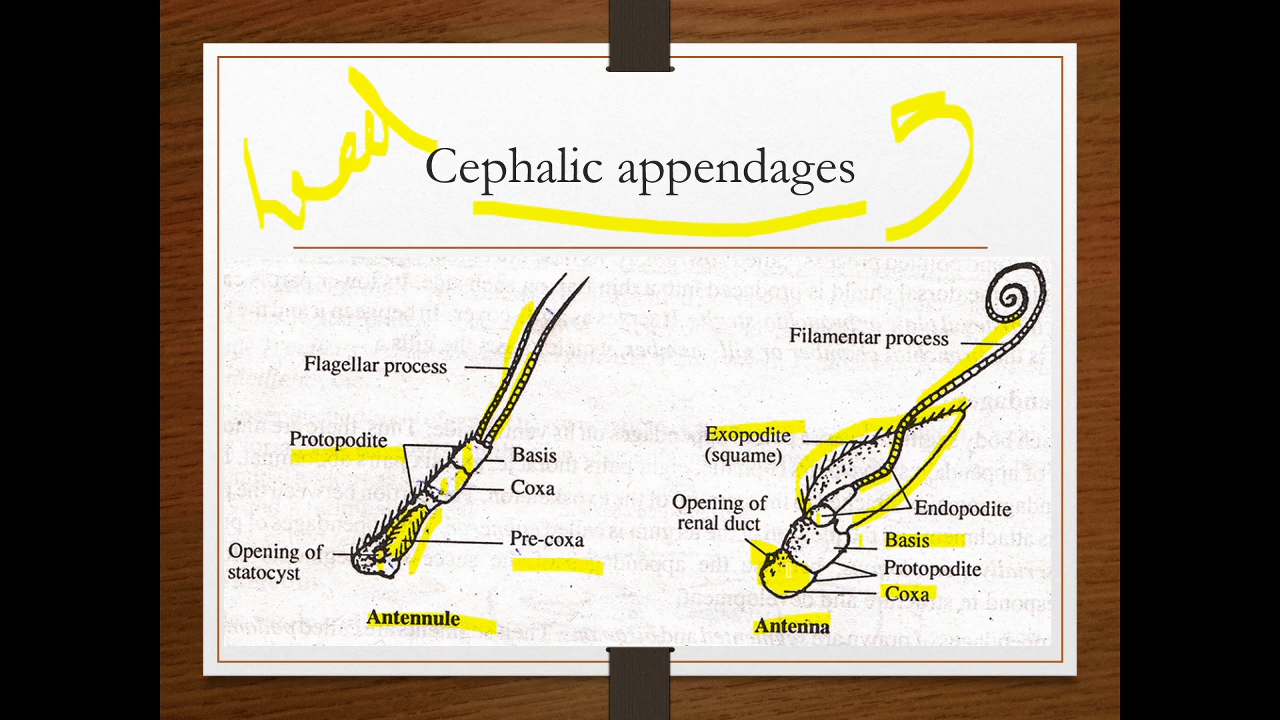 Head
Cephalic appendages
Flagellar process
Protopodite
Basis
Coxa
Pre-coxa
Opening of
statocyst
Antennule
Filamentar process
Exopodite
(squame)
Opening of
renal duct
Endopodite
Basis
Protopodite
Coxa
Antenna